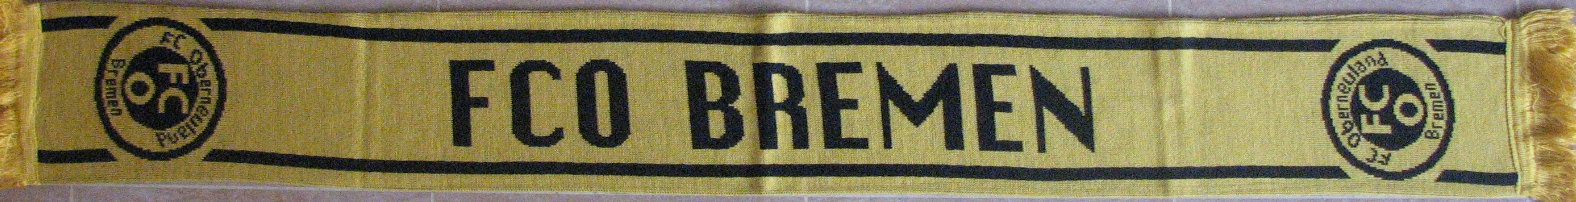 FC Oberneuland
FCO
Bremen
FCO BREMEN
FC Oberneuland
FCO
Bremen